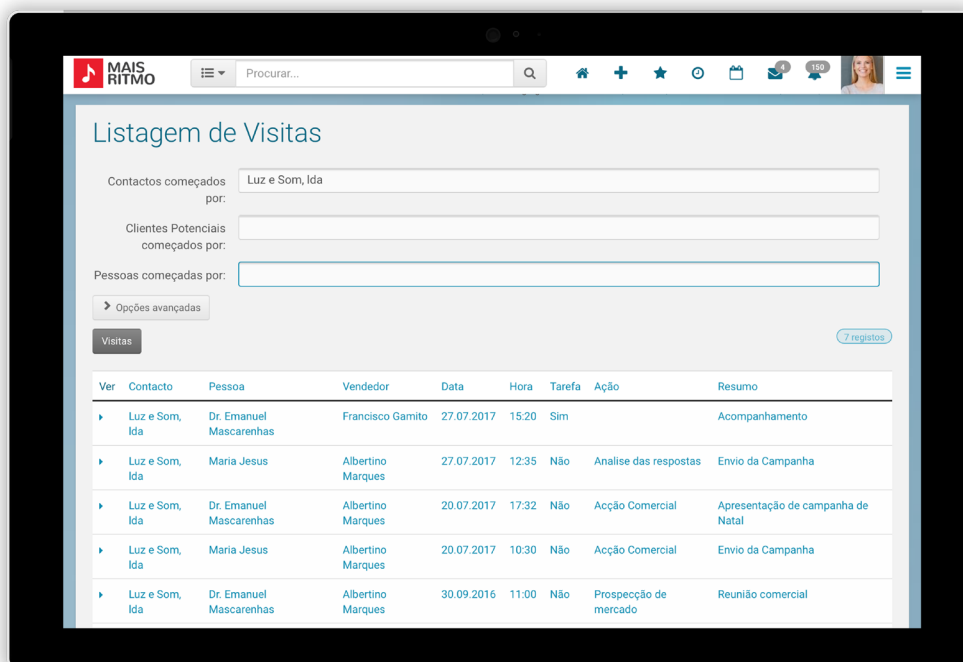 MAIS
RITMO
Procurar...
4
150
Listagem de Visitas
Contactos começados
por:
Luz e Som, lda
Clientes Potenciais
começados por:
Pessoas começadas por:
Opções avançadas
Visitas
7 registos
Ver Contacto Pessoa Vendedor Data Hora Tarefa Ação Resumo
Luz e Som, Dr. Emanuel Francisco Gamito 27.07.2017 15:20 Sim Acompanhamento
lda Mascarenhas
Luz e Som, Maria Jesus Albertino 27.07.2017 12:35 Não Analise das respostas Envio da Campanha
lda Marques
Luz e Som, Dr. Emanuel Albertino 20.07.2017 17:32 Não Acção Comercial Apresentação de campanha de
lda Mascarenhas Marques Natal
Luz e Som, Maria Jesus Albertino 20.07.2017 10:30 Não Acção Comercial Envio da Campanha
lda Marques
Luz e Som, Dr. Emanuel Albertino 30.09.2016 11:00 Não Prospecção de Reunião comercial
lda Mascarenhas Marques mercado